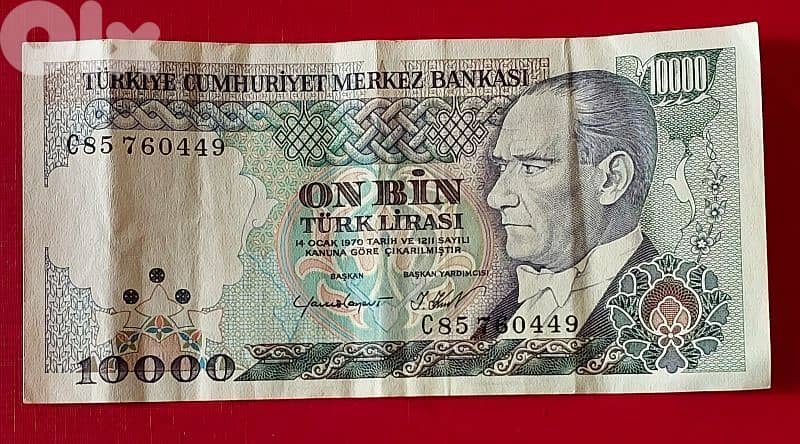 OLX
TÜRKİYE CUMHURİYET MERKEZ BANKASI
10000
C85 760449
ON BİN
TÜRK LİRASI
14 OCAK 1970 TARİH VE 1211 SAYILI
KANUNA GÖRE ÇIKARILMIŞTIR
BAŞKAN BAŞKAN YARDIMCISI
C85 760449
10000